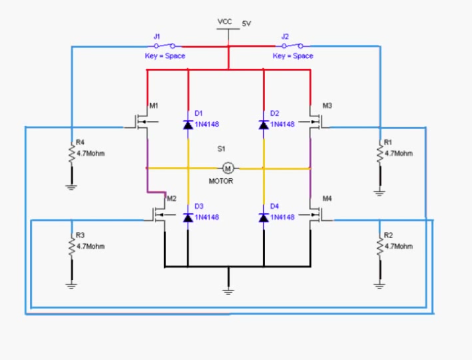 VCC
5V
J1
J2
Key = Space
Key = Space
M1
M3
D1
1N4148
D2
1N4148
R4
4.7Mohm
S1
M
MOTOR
R1
4.7Mohm
M2
M4
D3
1N4148
D4
1N4148
R3
4.7Mohm
R2
4.7Mohm